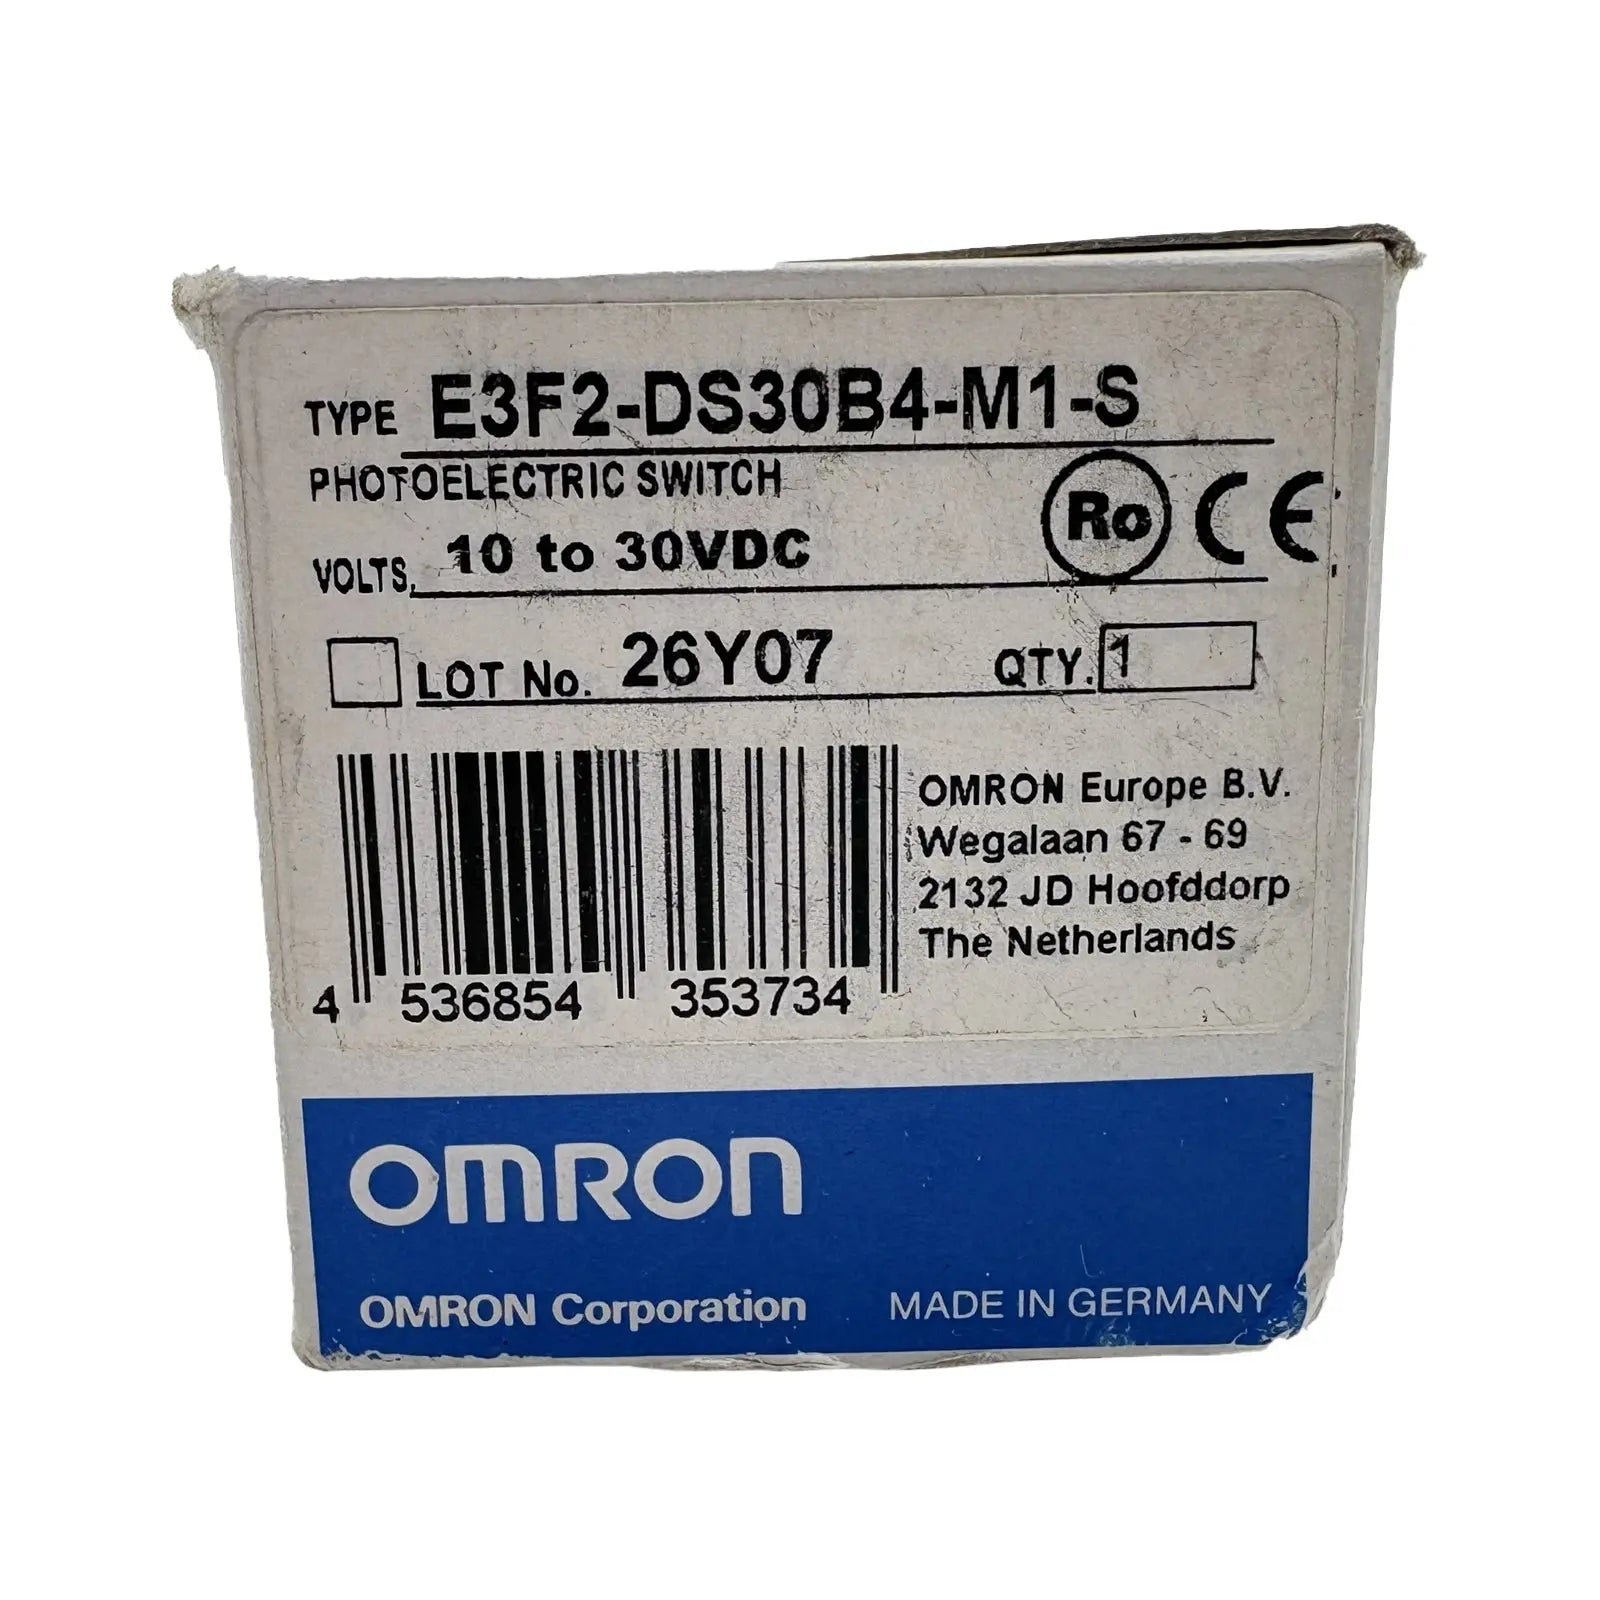 TYPE E3F2-DS30B4-M1-S
PHOTOELECTRIC SWITCH
Ro CE
VOLTS. 10 to 30VDC
LOT No. 26Y07 QTY. 1
OMRON Europe B.V.
Wegalaan 67 - 69
2132 JD Hoofddorp
The Netherlands
4 536854 353734
OMRON
OMRON Corporation MADE IN GERMANY